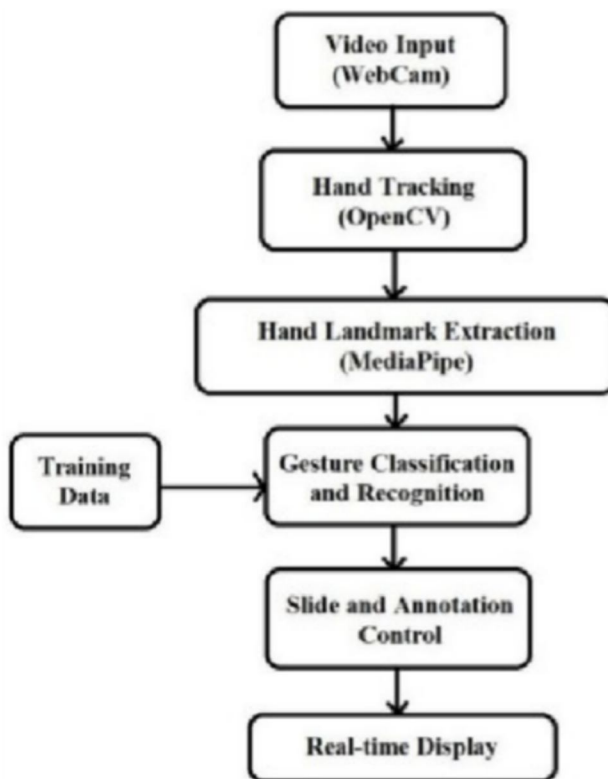 Video Input
(WebCam)
Hand Tracking
(OpenCV)
Hand Landmark Extraction
(MediaPipe)
Training
Data
Gesture Classification
and Recognition
Slide and Annotation
Control
Real-time Display